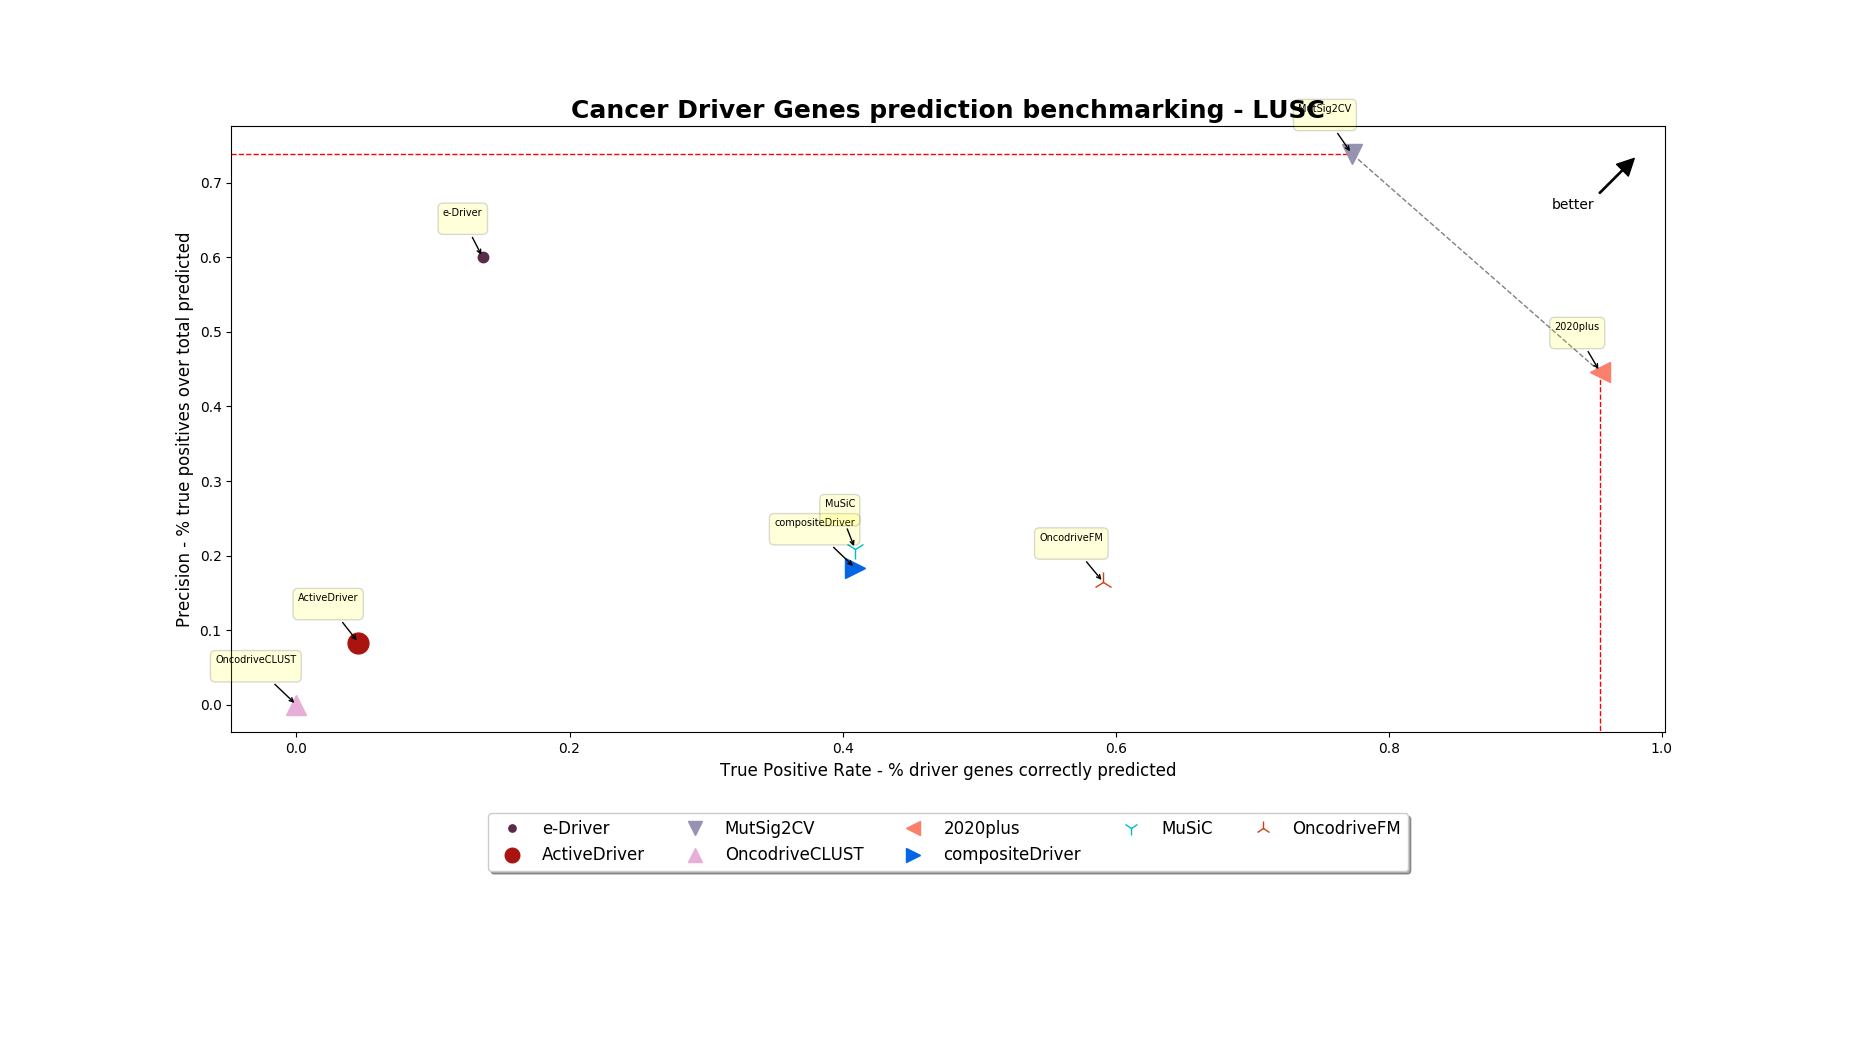 Cancer Driver Genes prediction benchmarking - LUSC
MutSig2CV
better
e-Driver
2020plus
MuSiC
compositeDriver
OncodriveFM
ActiveDriver
OncodriveCLUST
Precision - % true positives over total predicted
0.7
0.6
0.5
0.4
0.3
0.2
0.1
0.0
0.0 0.2 0.4 0.6 0.8 1.0
True Positive Rate - % driver genes correctly predicted
e-Driver MutSig2CV 2020plus MuSiC OncodriveFM
ActiveDriver OncodriveCLUST compositeDriver